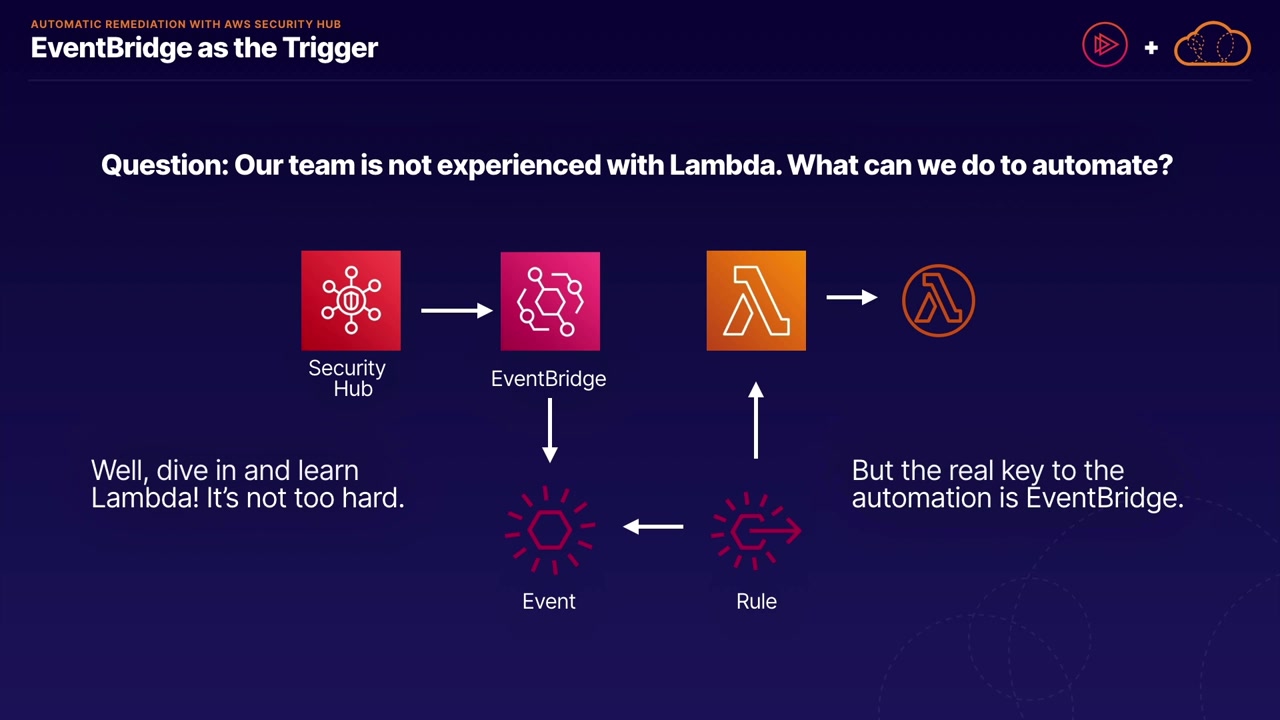 AUTOMATIC REMEDIATION WITH AWS SECURITY HUB
EventBridge as the Trigger
Question: Our team is not experienced with Lambda. What can we do to automate?
Security
Hub
EventBridge
Well, dive in and learn
Lambda! It’s not too hard.
But the real key to the
automation is EventBridge.
Event
Rule